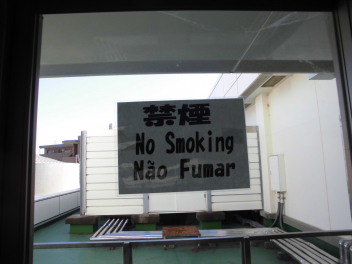 禁煙
No Smoking
Não Fumar